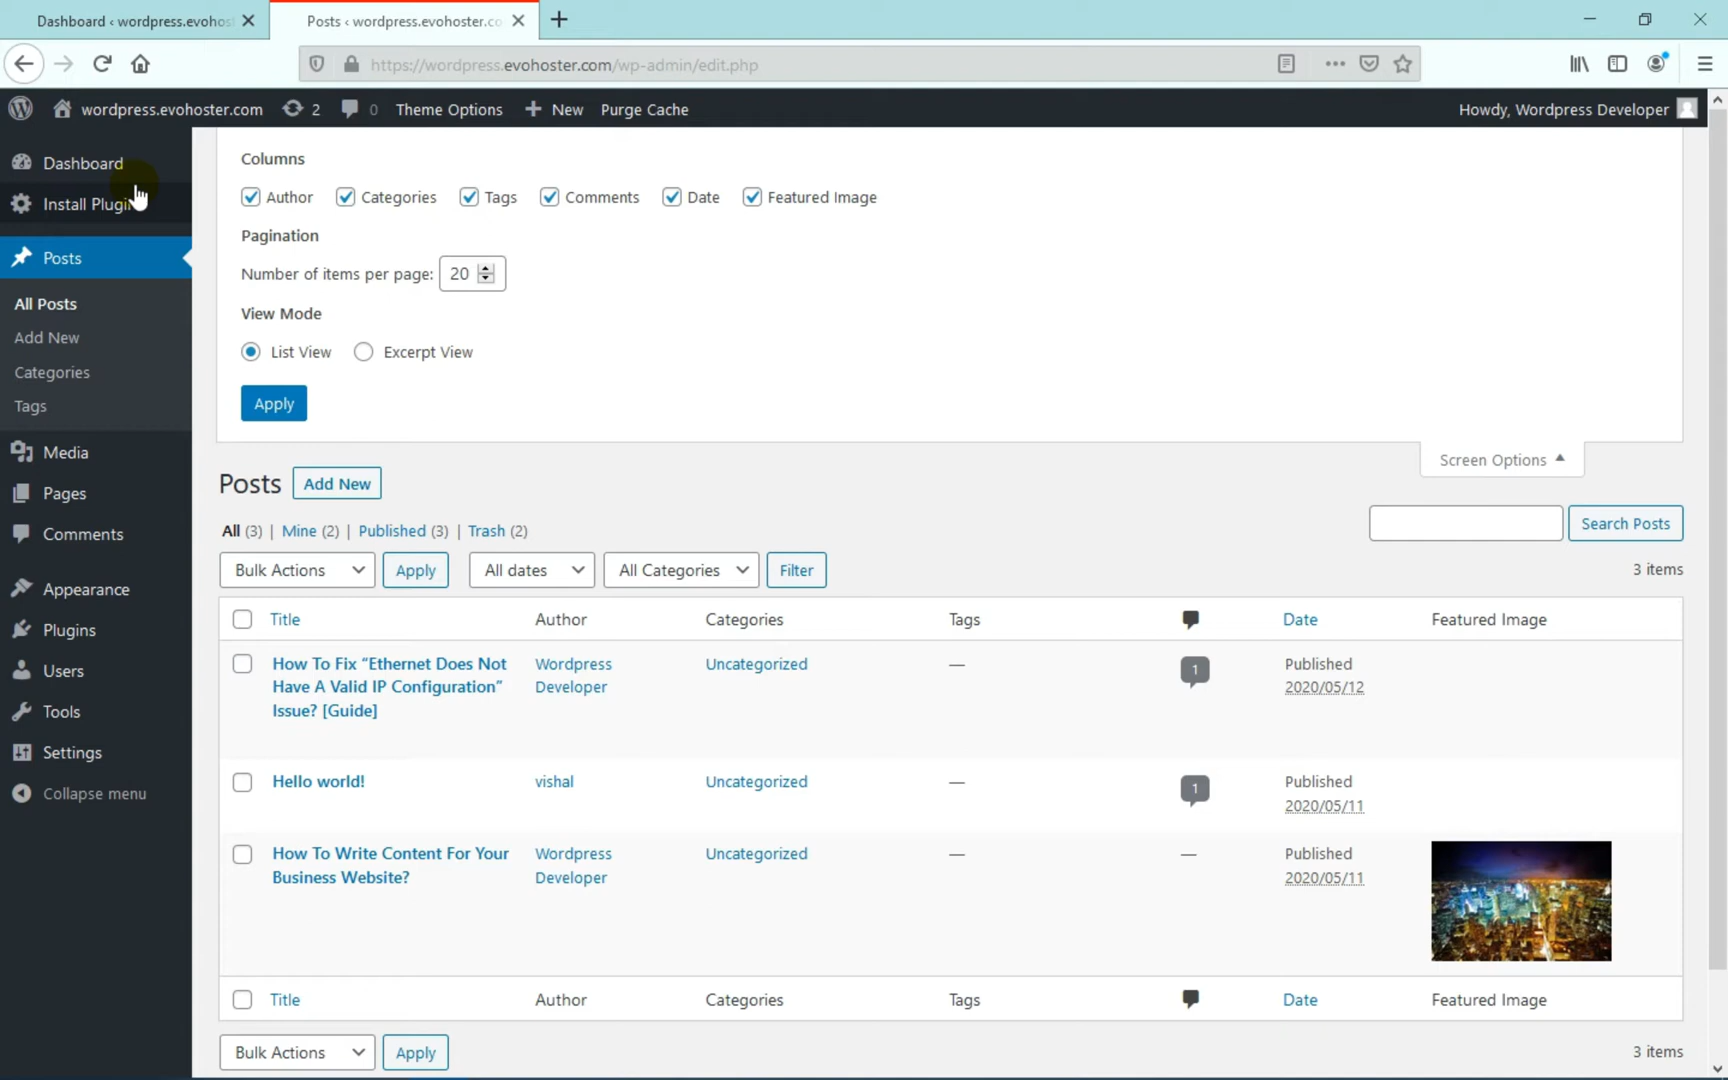 Dashboard ‹ wordpress.evohos
Posts ‹ wordpress.evohoster.co
https://wordpress.evohoster.com/wp-admin/edit.php
wordpress.evohoster.com 2 0 Theme Options New Purge Cache Howdy, Wordpress Developer
Dashboard
Install Plugin
Posts
All Posts
Add New
Categories
Tags
Media
Pages
Comments
Appearance
Plugins
Users
Tools
Settings
Collapse menu
Columns
Author Categories Tags Comments Date Featured Image
Pagination
Number of items per page: 20
View Mode
List View Excerpt View
Apply
Screen Options
Posts Add New
All (3) | Mine (2) | Published (3) | Trash (2)
Search Posts
Bulk Actions Apply All dates All Categories Filter 3 items
Title Author Categories Tags Date Featured Image
How To Fix “Ethernet Does Not Wordpress Uncategorized — 1 Published
Have A Valid IP Configuration” Developer 2020/05/12
Issue? [Guide]
Hello world! vishal Uncategorized — 1 Published
2020/05/11
How To Write Content For Your Wordpress Uncategorized — — Published
Business Website? Developer 2020/05/11
Title Author Categories Tags Date Featured Image
Bulk Actions Apply 3 items